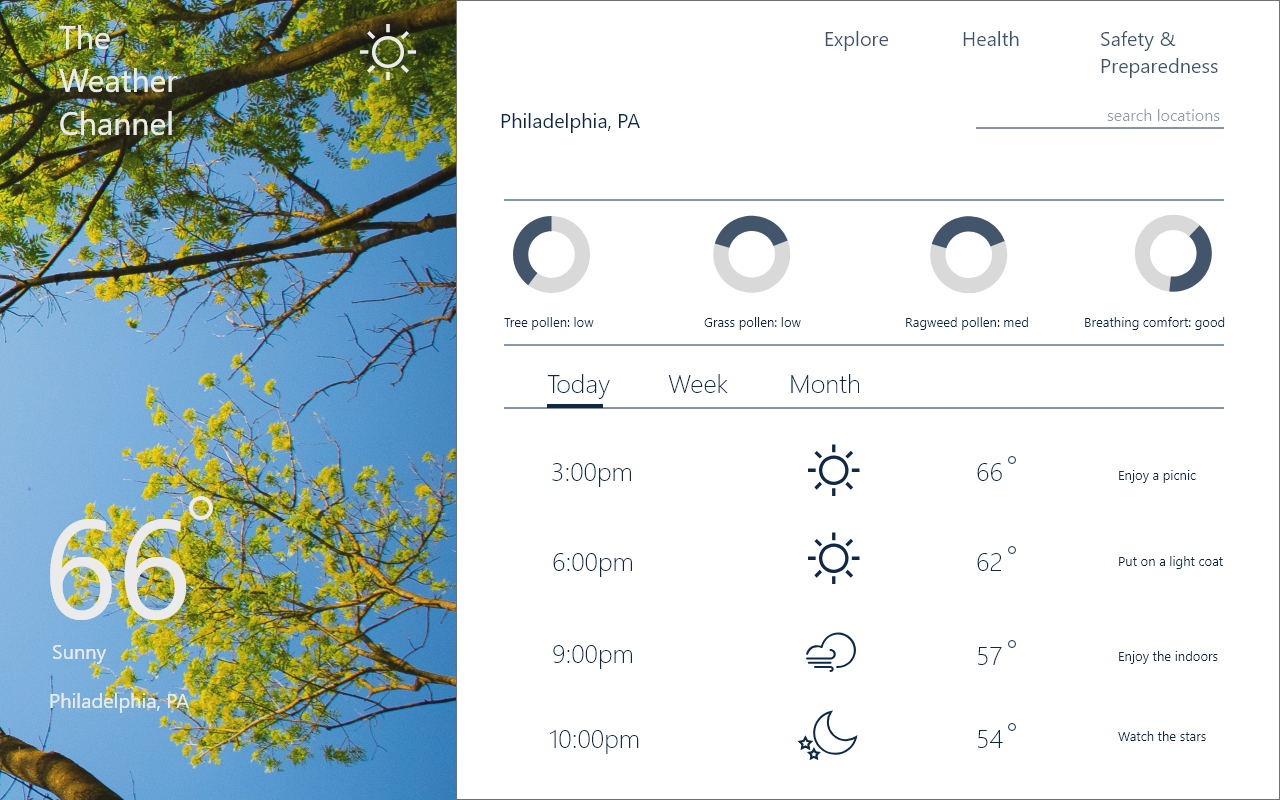 The
Weather
Channel
66°
Sunny
Philadelphia, PA
Explore
Health
Safety &
Preparedness
Philadelphia, PA
search locations
Tree pollen: low
Grass pollen: low
Ragweed pollen: med
Breathing comfort: good
Today
Week
Month
3:00pm
66°
Enjoy a picnic
6:00pm
62°
Put on a light coat
9:00pm
57°
Enjoy the indoors
10:00pm
54°
Watch the stars